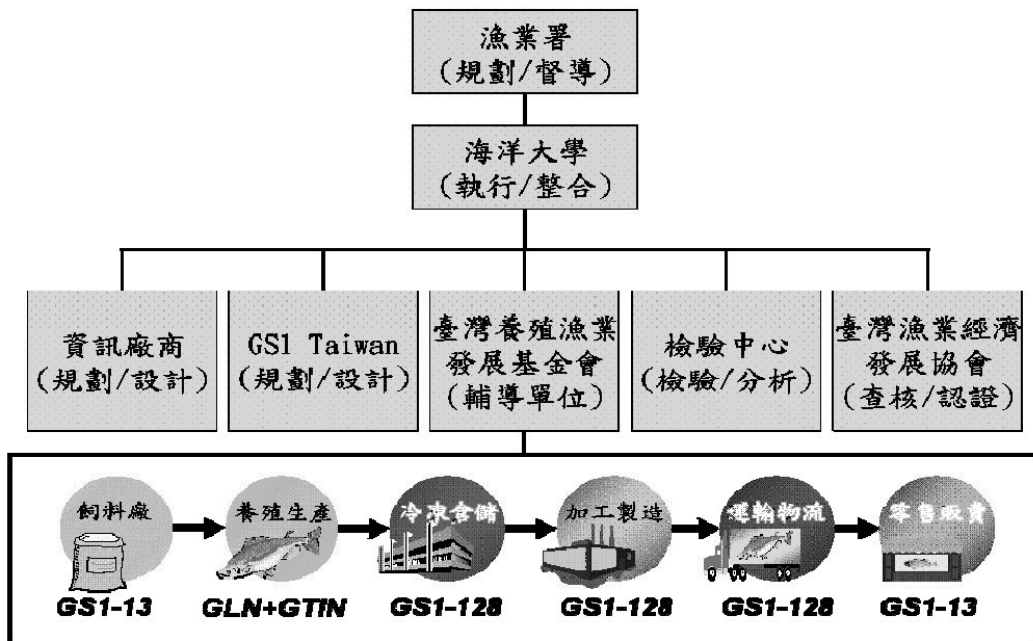 漁業署
(規劃/督導)
海洋大學
(執行/整合)
資訊廠商
(規劃/設計)
GS1 Taiwan
(規劃/設計)
臺灣養殖漁業
發展基金會
(輔導單位)
檢驗中心
(檢驗/分析)
臺灣漁業經濟
發展協會
(查核/認證)
飼料廠
養殖生產
冷凍倉儲
加工製造
運輸物流
零售販賣
GS1-13
GLN+GTIN
GS1-128
GS1-128
GS1-128
GS1-13